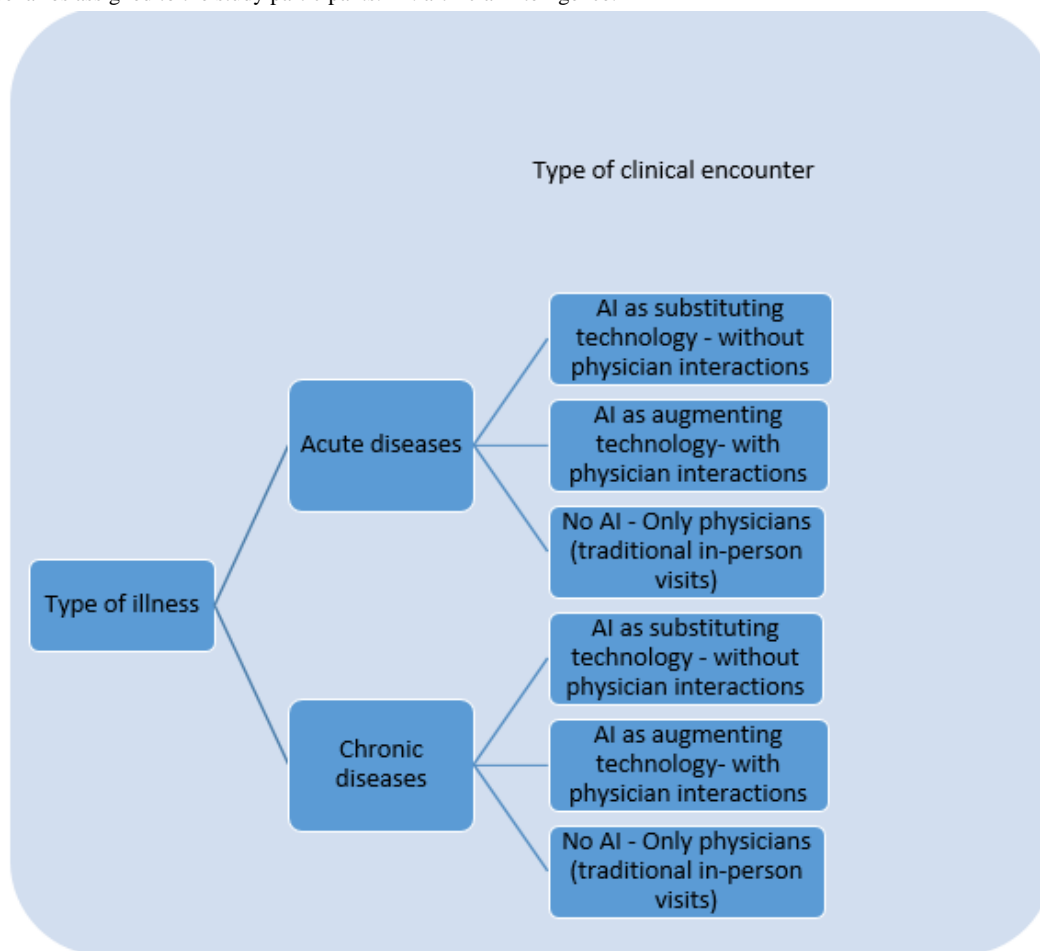 Type of clinical encounter
AI as substituting
technology - without
physician interactions
Acute diseases
AI as augmenting
technology- with
physician interactions
No AI - Only physicians
(traditional in-person
visits)
Type of illness
AI as substituting
technology - without
physician interactions
Chronic
diseases
AI as augmenting
technology- with
physician interactions
No AI - Only physicians
(traditional in-person
visits)